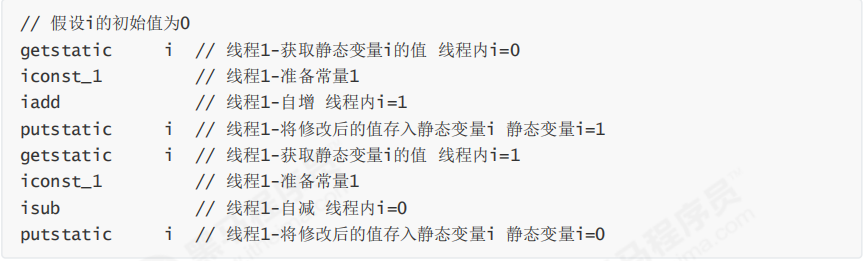 // 假设i的初始值为0
getstatic i // 线程1-获取静态变量i的值 线程内i=0
iconst_1 // 线程1-准备常量1
iadd // 线程1-自增 线程内i=1
putstatic i // 线程1-将修改后的值存入静态变量i 静态变量i=1
getstatic i // 线程1-获取静态变量i的值 线程内i=1
iconst_1 // 线程1-准备常量1
isub // 线程1-自减 线程内i=0
putstatic i // 线程1-将修改后的值存入静态变量i 静态变量i=0